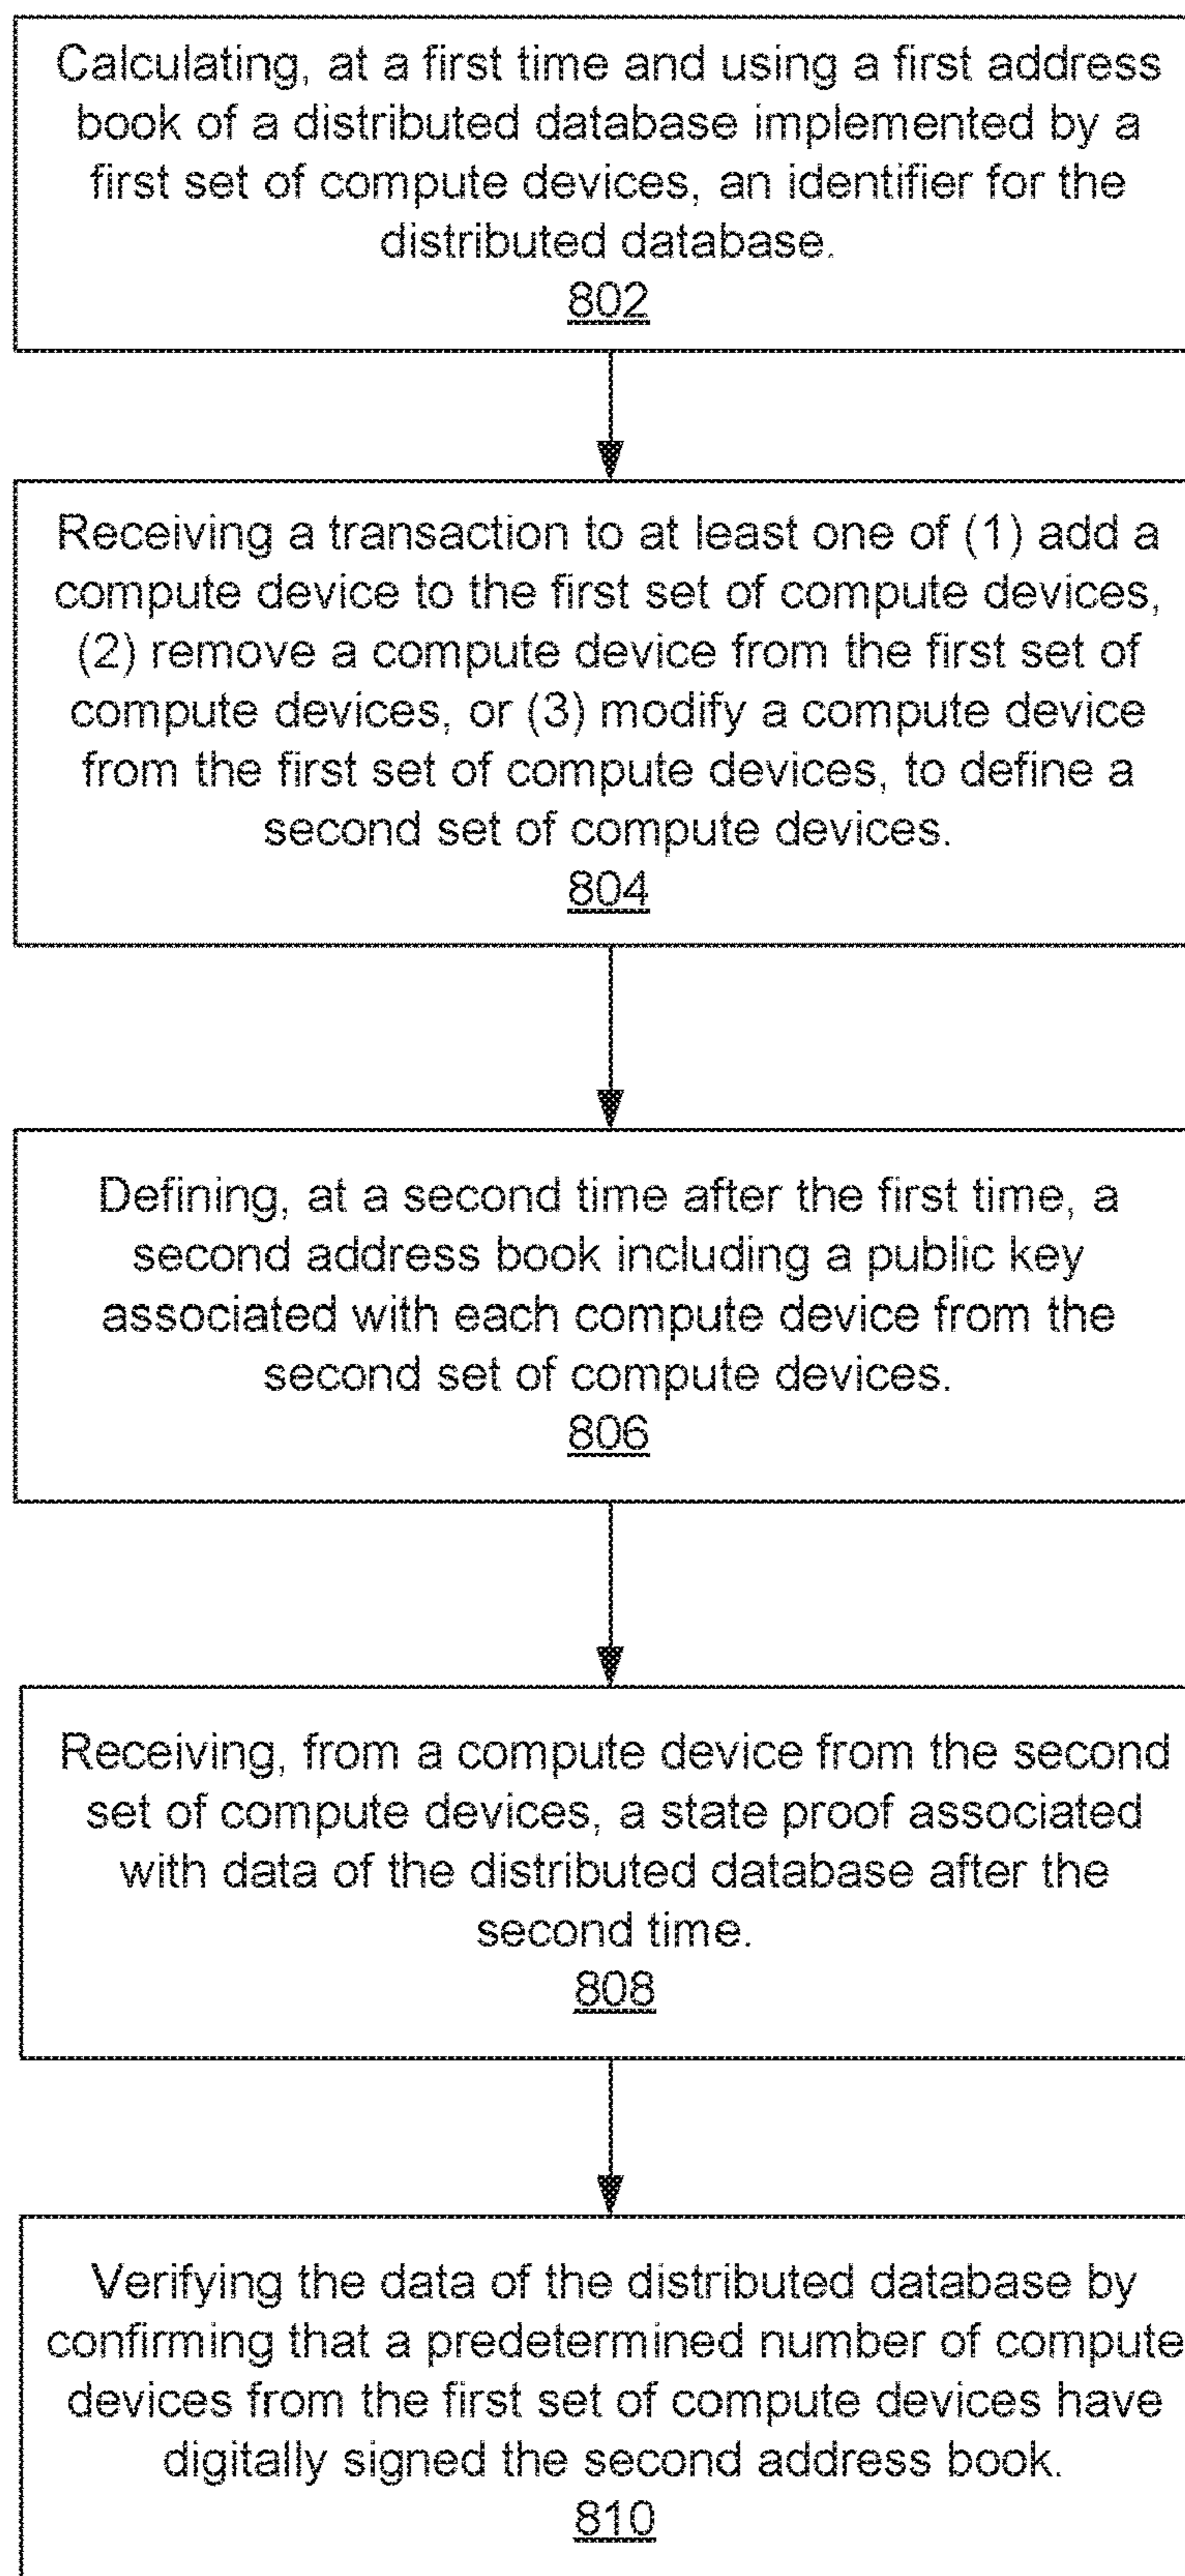 Calculating, at a first time and using a first address
book of a distributed database implemented by a
first set of compute devices, an identifier for the
distributed database.
802
Receiving a transaction to at least one of (1) add a
compute device to the first set of compute devices,
(2) remove a compute device from the first set of
compute devices, or (3) modify a compute device
from the first set of compute devices, to define a
second set of compute devices.
804
Defining, at a second time after the first time, a
second address book including a public key
associated with each compute device from the
second set of compute devices.
806
Receiving, from a compute device from the second
set of compute devices, a state proof associated
with data of the distributed database after the
second time.
808
Verifying the data of the distributed database by
confirming that a predetermined number of compute
devices from the first set of compute devices have
digitally signed the second address book.
810